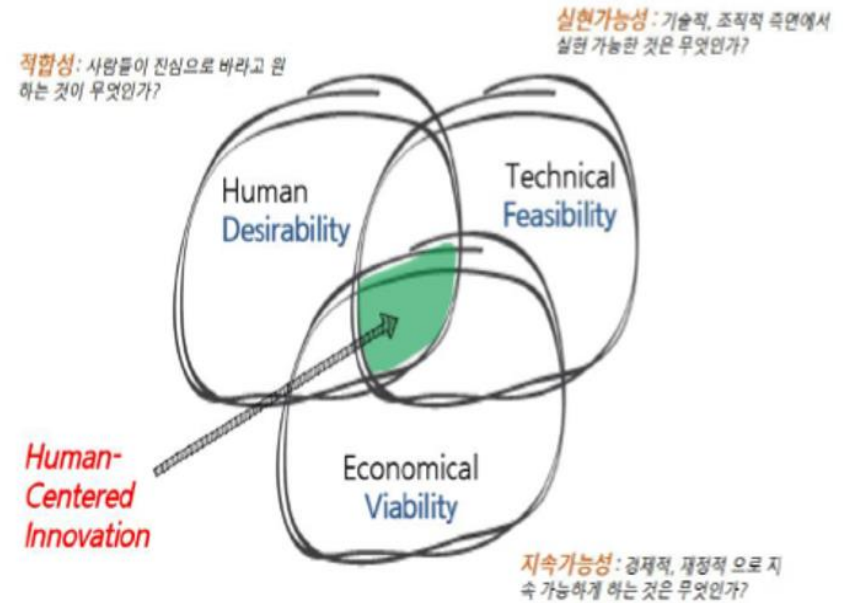 실현가능성 : 기술적, 조직적 측면에서
실현 가능한 것은 무엇인가?
적합성 : 사람들이 진심으로 바라고 원
하는 것이 무엇인가?
Human
Desirability
Technical
Feasibility
Human-
Centered
Innovation
Economical
Viability
지속가능성 : 경제적, 재정적 으로 지
속 가능하게 하는 것은 무엇인가?